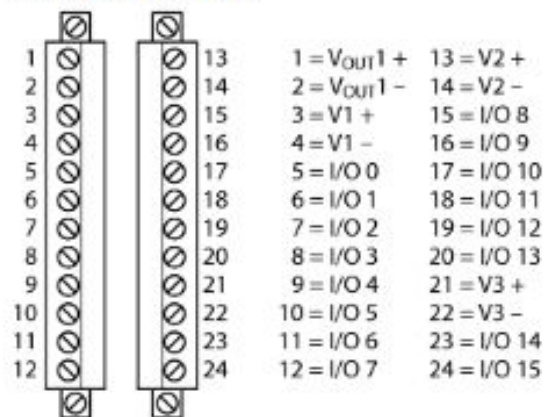 1 13 1 = VOUT1 + 13 = V2 +
2 14 2 = VOUT1 – 14 = V2 –
3 15 3 = V1 + 15 = I/O 8
4 16 4 = V1 – 16 = I/O 9
5 17 5 = I/O 0 17 = I/O 10
6 18 6 = I/O 1 18 = I/O 11
7 19 7 = I/O 2 19 = I/O 12
8 20 8 = I/O 3 20 = I/O 13
9 21 9 = I/O 4 21 = V3 +
10 22 10 = I/O 5 22 = V3 –
11 23 11 = I/O 6 23 = I/O 14
12 24 12 = I/O 7 24 = I/O 15